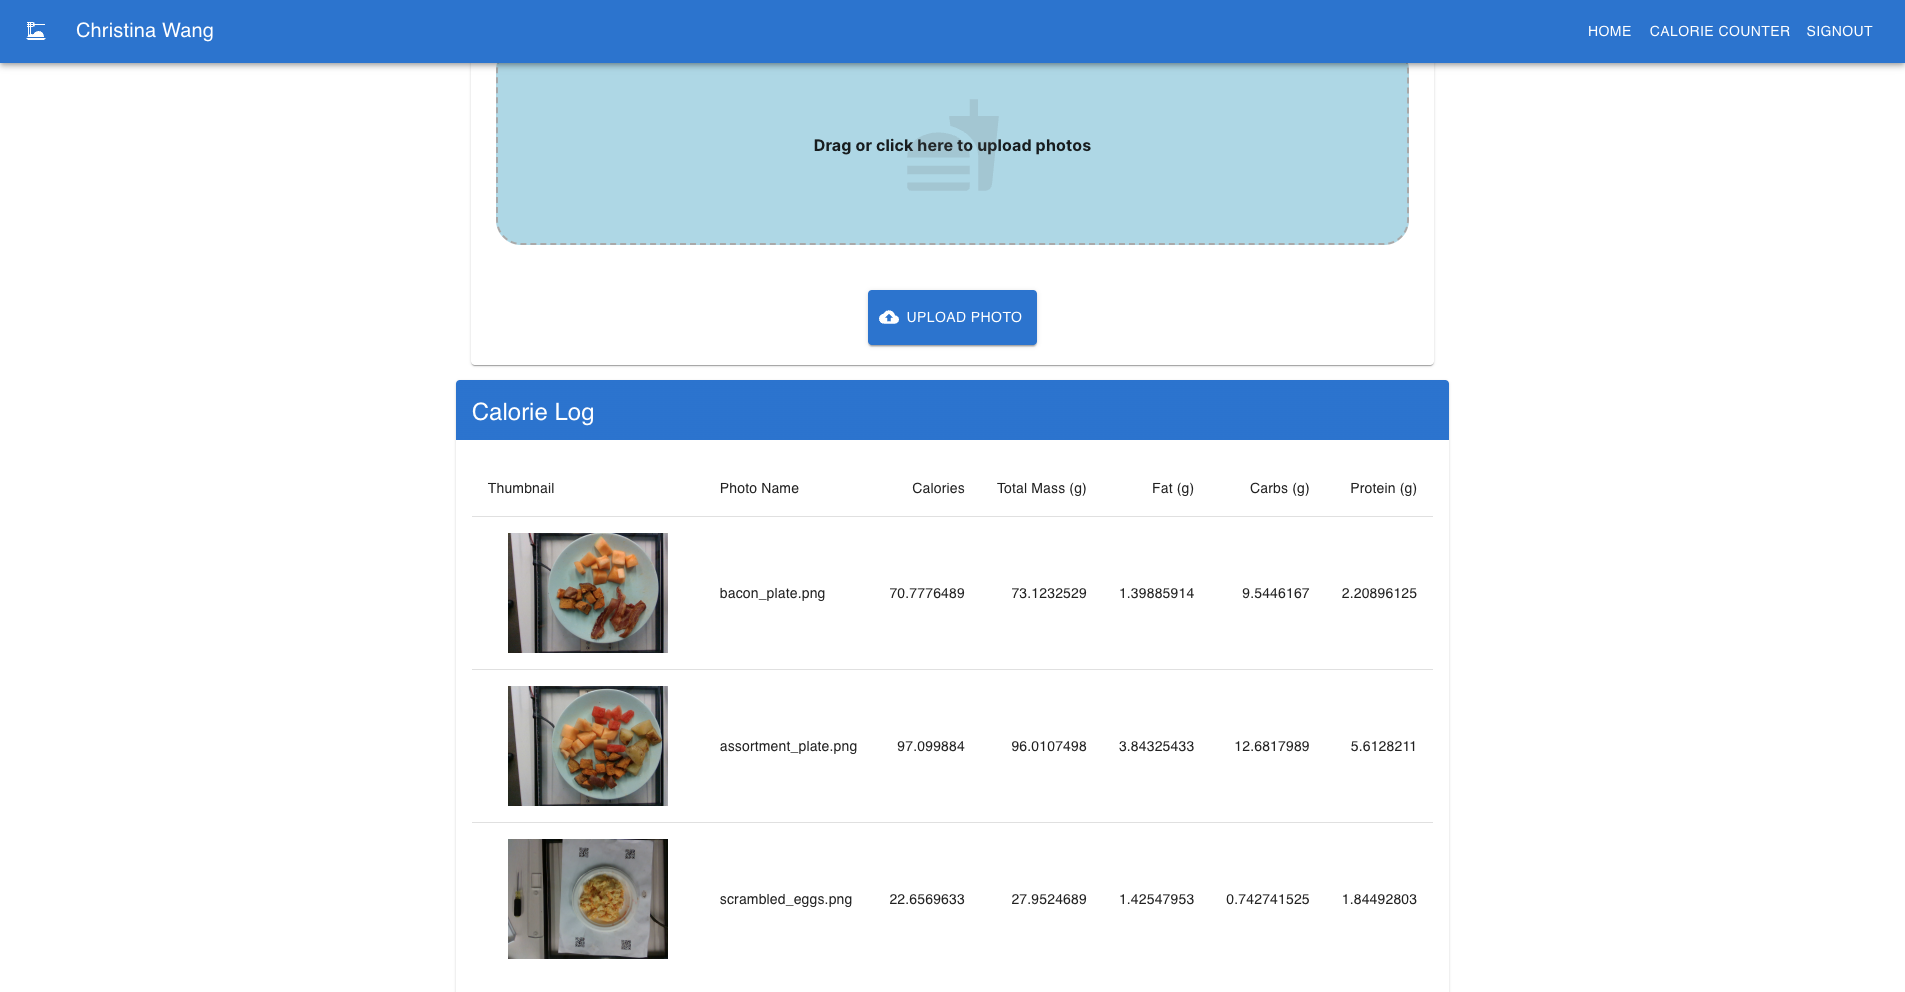 Christina Wang HOME CALORIE COUNTER SIGNOUT
Drag or click here to upload photos
UPLOAD PHOTO
Calorie Log
Thumbnail Photo Name Calories Total Mass (g) Fat (g) Carbs (g) Protein (g)
bacon_plate.png 70.7776489 73.1232529 1.39885914 9.5446167 2.20896125
assortment_plate.png 97.099884 96.0107498 3.84325433 12.6817989 5.6128211
scrambled_eggs.png 22.6569633 27.9524689 1.42547953 0.742741525 1.84492803